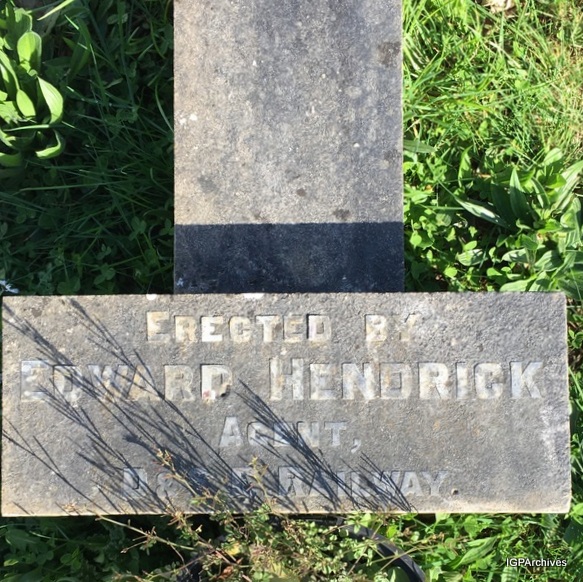 ERECTED BY
EDWARD HENDRICK
AGENT,
RAILWAY.
IGPArchives